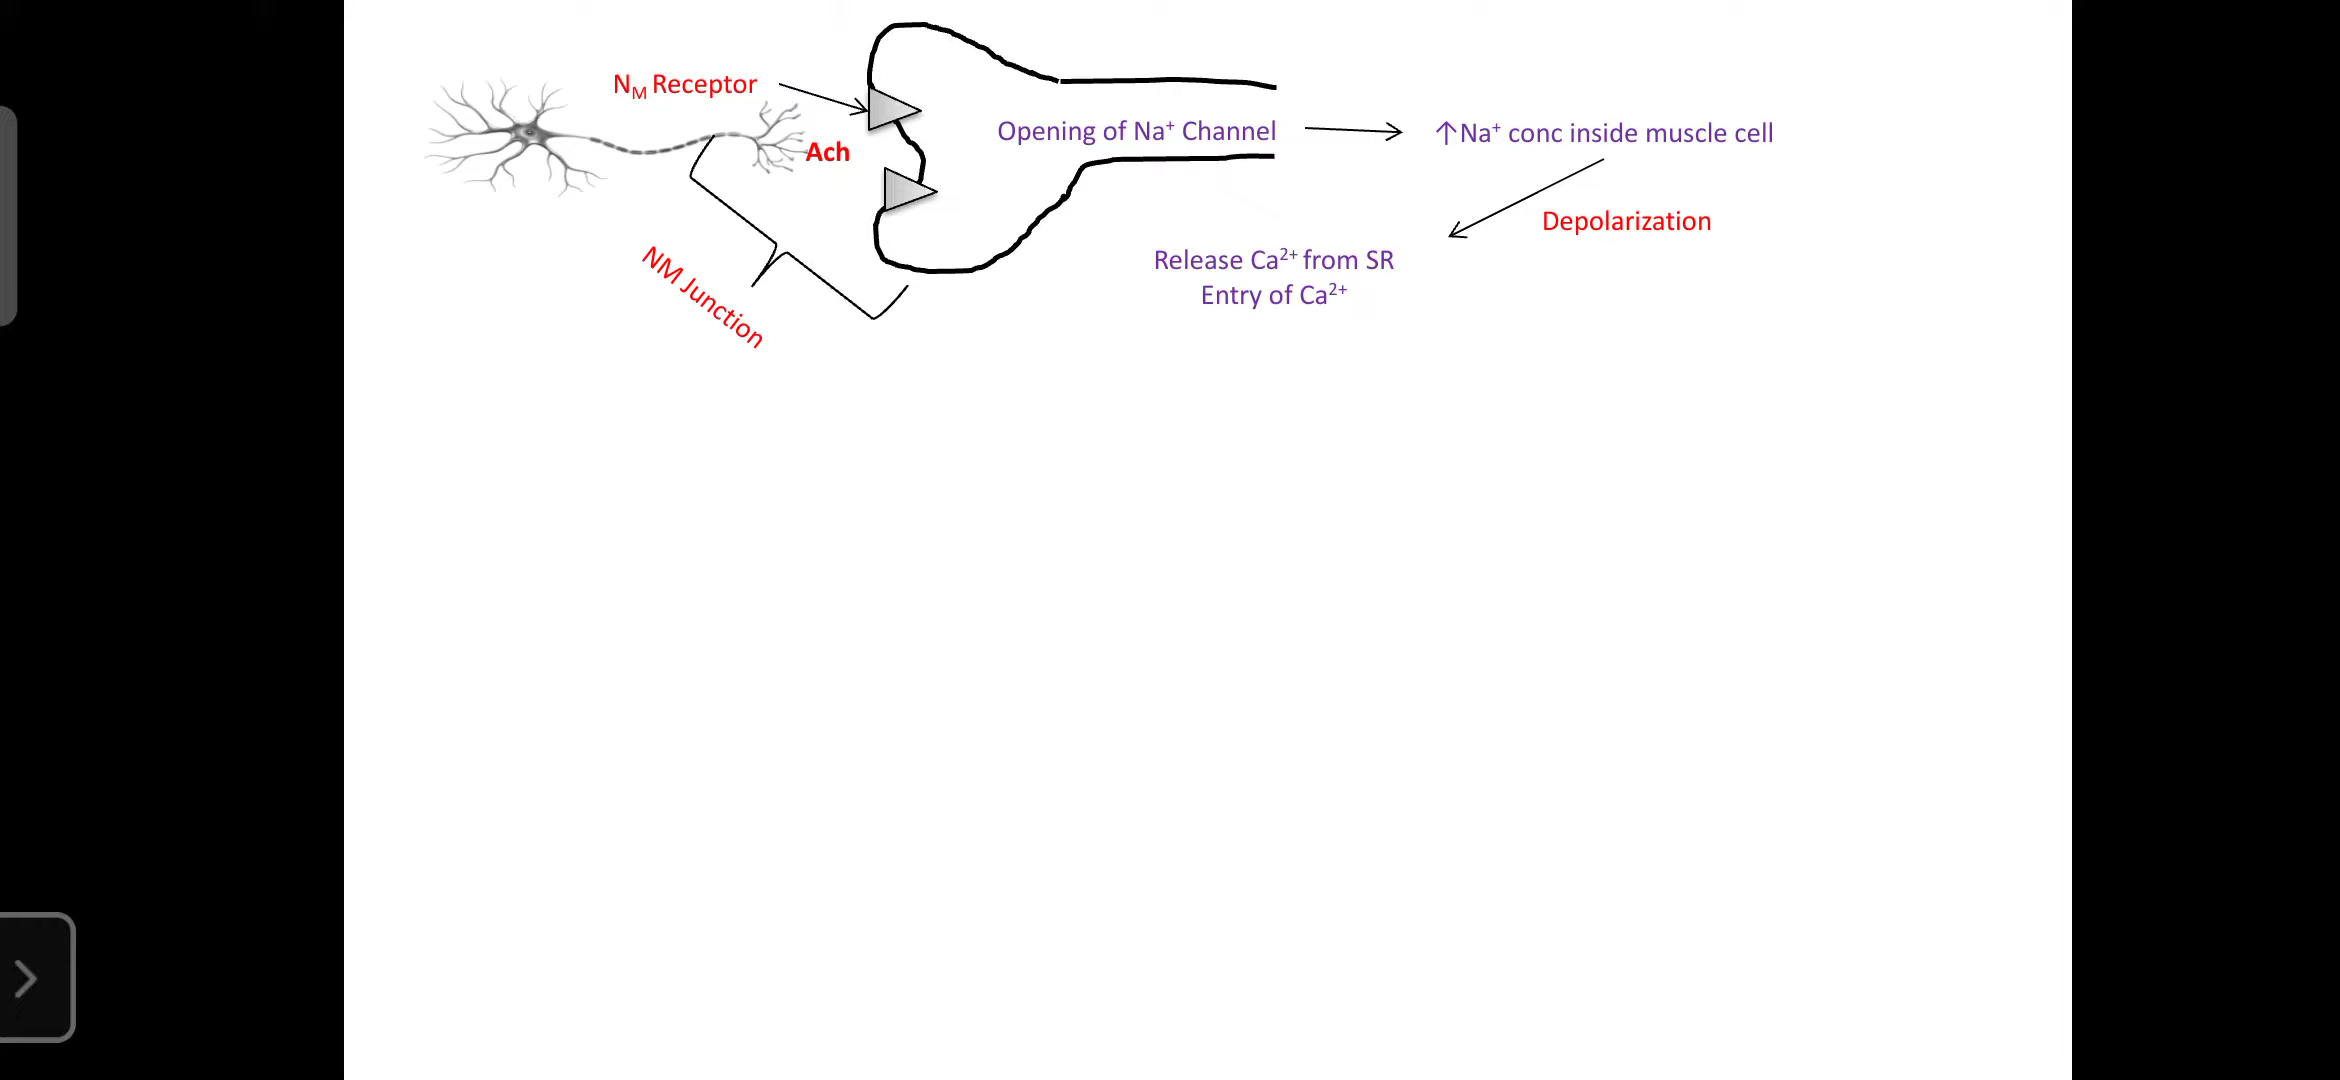 N_M Receptor
Ach
Opening of Na⁺ Channel
↑Na⁺ conc inside muscle cell
Depolarization
Release Ca²⁺ from SR
Entry of Ca²⁺
NM Junction